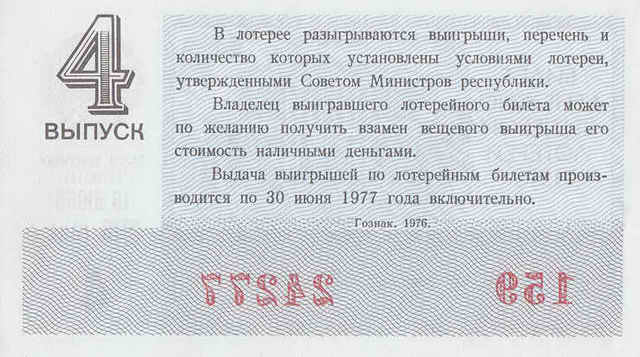 4
ВЫПУСК
В лотерее разыгрываются выигрыши, перечень и
количество которых установлены условиями лотереи,
утвержденными Советом Министров республики.
Владелец выигравшего лотерейного билета может
по желанию получить взамен вещевого выигрыша его
стоимость наличными деньгами.
Выдача выигрышей по лотерейным билетам произ-
водится по 30 июня 1977 года включительно.
Гознак. 1976.
24277
159